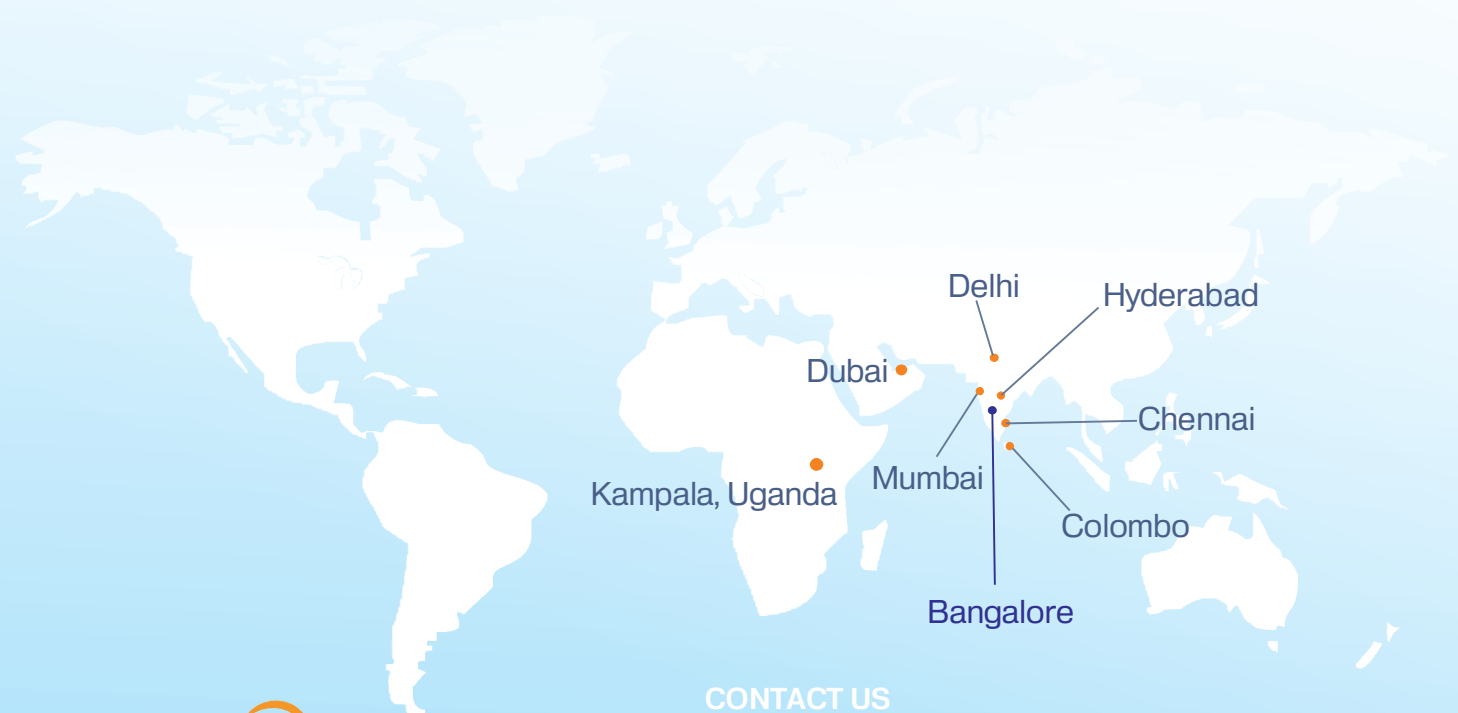 Delhi
Hyderabad
Dubai
Chennai
Mumbai
Kampala, Uganda
Colombo
Bangalore
CONTACT US